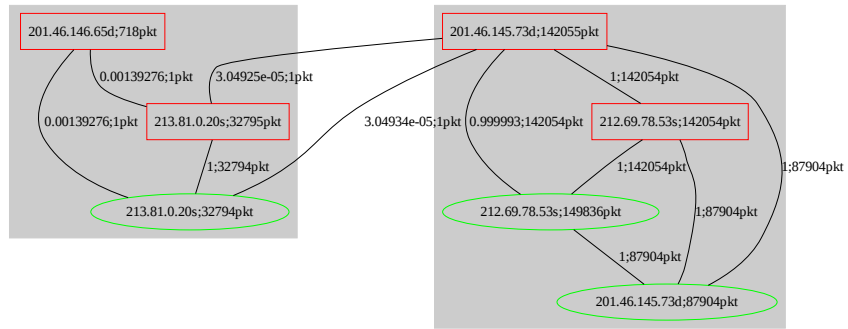 201.46.146.65d;718pkt
201.46.145.73d;142055pkt
0.00139276;1pkt
3.04925e-05;1pkt
1;142054pkt
213.81.0.20s;32795pkt
0.00139276;1pkt
3.04934e-05;1pkt
0.999993;142054pkt
212.69.78.53s;142054pkt
1;32794pkt
1;142054pkt
1;87904pkt
213.81.0.20s;32794pkt
212.69.78.53s;149836pkt
1;87904pkt
1;87904pkt
201.46.145.73d;87904pkt